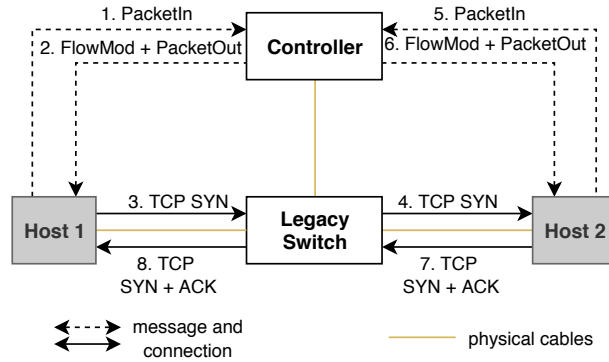 1. PacketIn
5. PacketIn
2. FlowMod + PacketOut
Controller
6. FlowMod + PacketOut
3. TCP SYN
4. TCP SYN
Host 1
Legacy
Switch
Host 2
8. TCP
SYN + ACK
7. TCP
SYN + ACK
message and
connection
physical cables